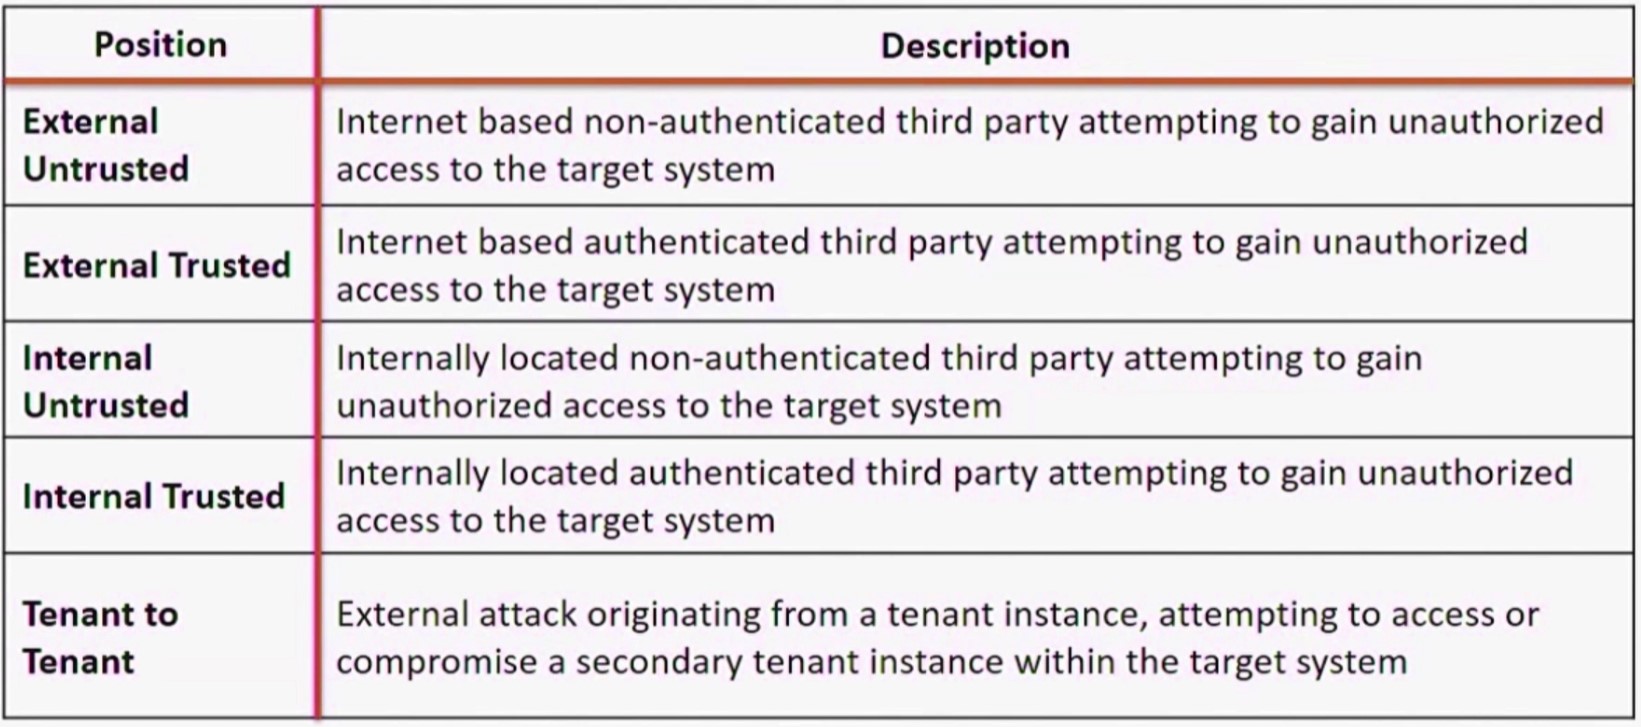 Position
Description
External
Untrusted
Internet based non-authenticated third party attempting to gain unauthorized
access to the target system
External Trusted
Internet based authenticated third party attempting to gain unauthorized
access to the target system
Internal
Untrusted
Internally located non-authenticated third party attempting to gain
unauthorized access to the target system
Internal Trusted
Internally located authenticated third party attempting to gain unauthorized
access to the target system
Tenant to
Tenant
External attack originating from a tenant instance, attempting to access or
compromise a secondary tenant instance within the target system